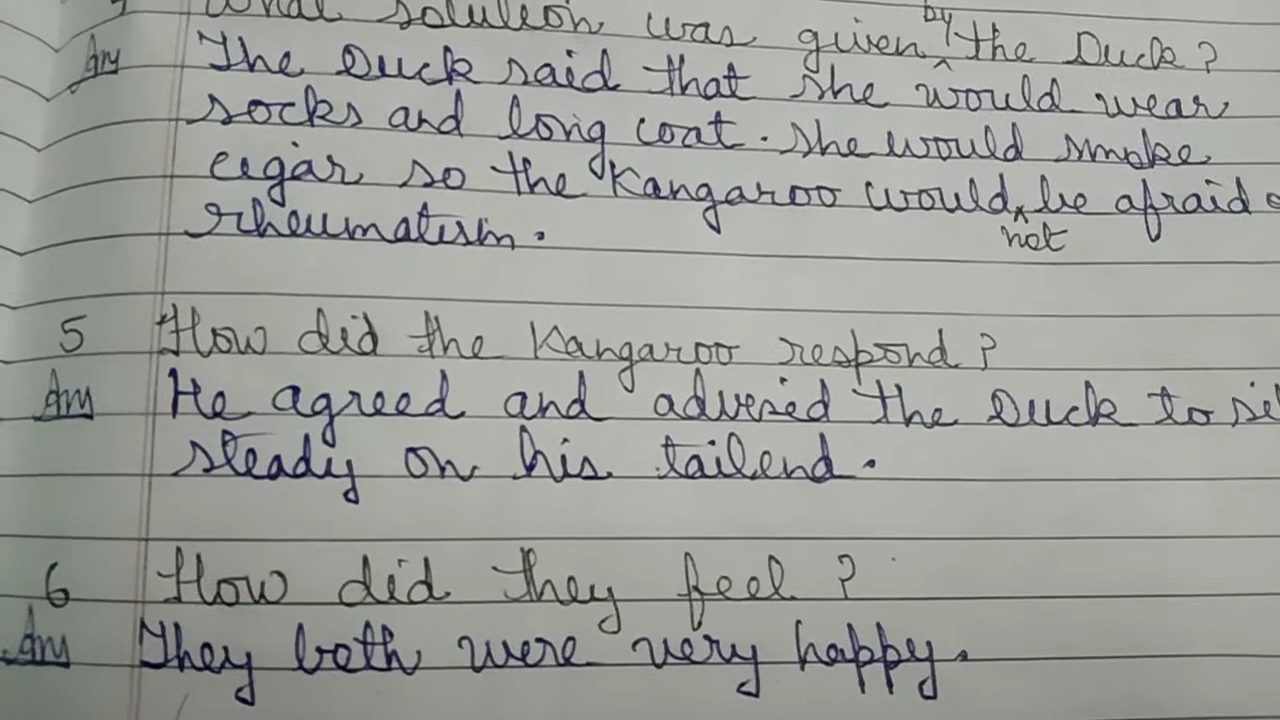 What solution was given by the Duck?
Ans The Duck said that she would wear
socks and long coat. She would smoke
cigar so the Kangaroo would not be afraid
rheumatism.
5 How did the Kangaroo respond?
Ans He agreed and advised the Duck to
steady on his tailend.
6 How did they feel?
Ans They both were very happy.